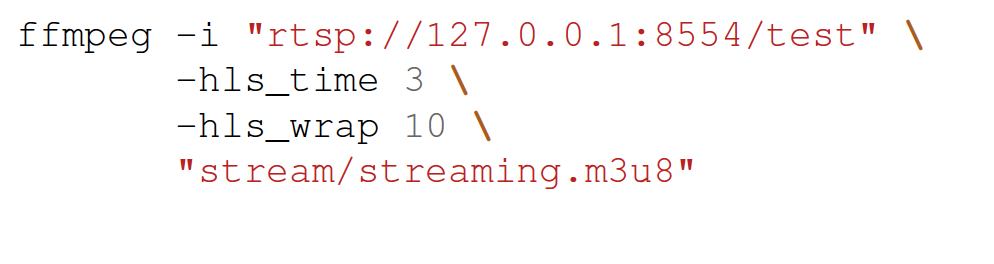 ffmpeg -i "rtsp://127.0.0.1:8554/test" \
-hls_time 3 \
-hls_wrap 10 \
"stream/streaming.m3u8"